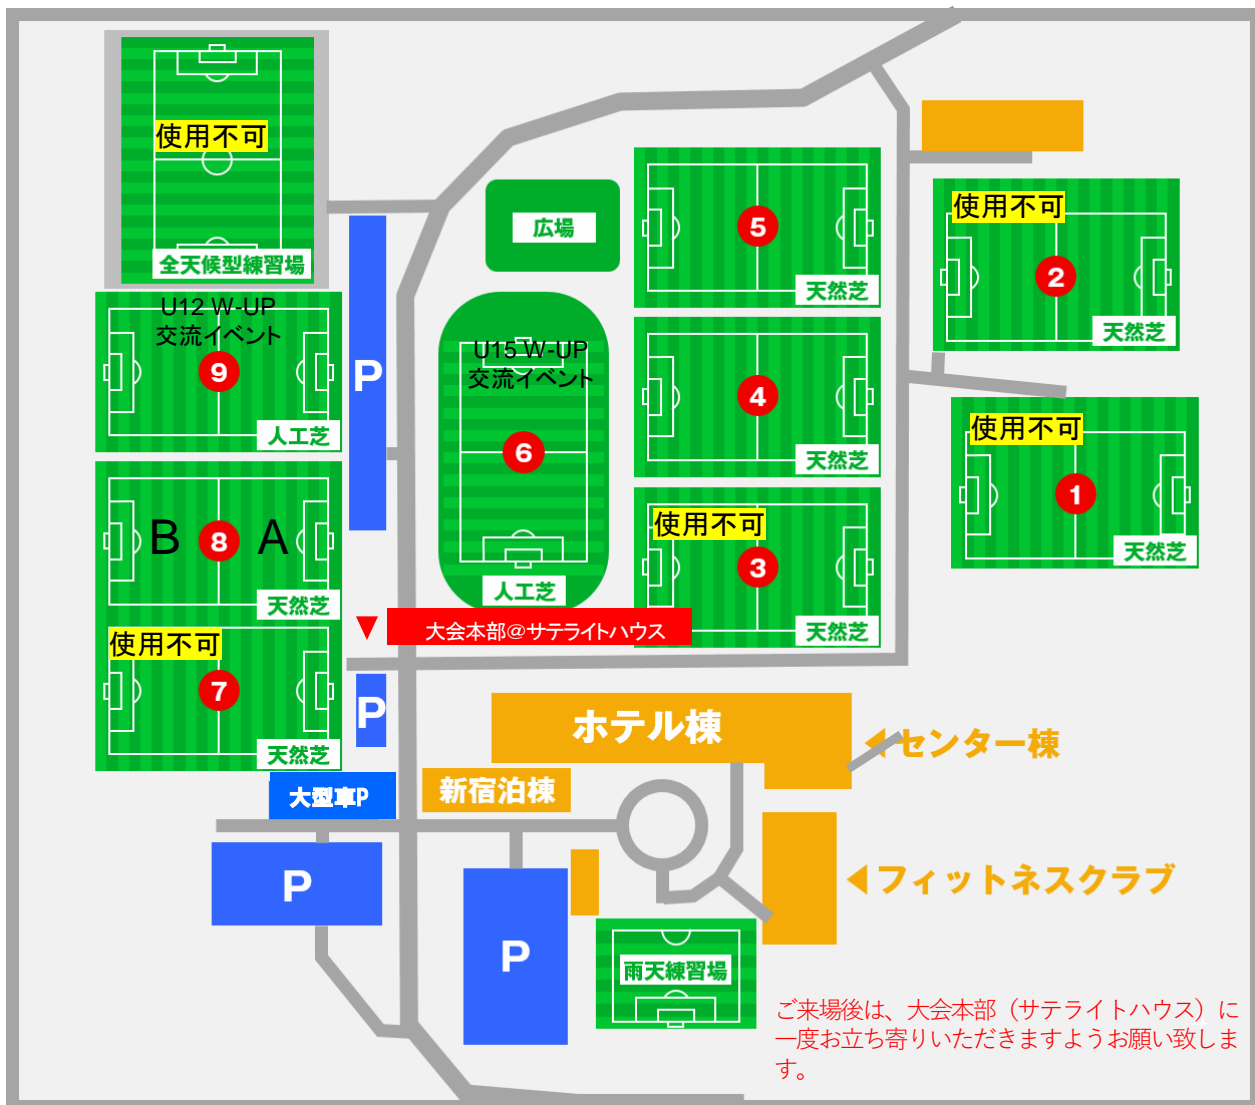 使用不可
全天候型練習場
U12 W-UP
交流イベント
9
人工芝
B 8 A
天然芝
使用不可
7
天然芝
P
広場
U15 W-UP
交流イベント
6
人工芝
5
天然芝
4
天然芝
使用不可
3
天然芝
使用不可
2
天然芝
使用不可
1
天然芝
▼ 大会本部@サテライトハウス
P
大型車P
新宿泊棟
ホテル棟
◀センター棟
◀フィットネスクラブ
P
P
雨天練習場
ご来場後は、大会本部（サテライトハウス）に
一度お立ち寄りいただきますようお願い致しま
す。